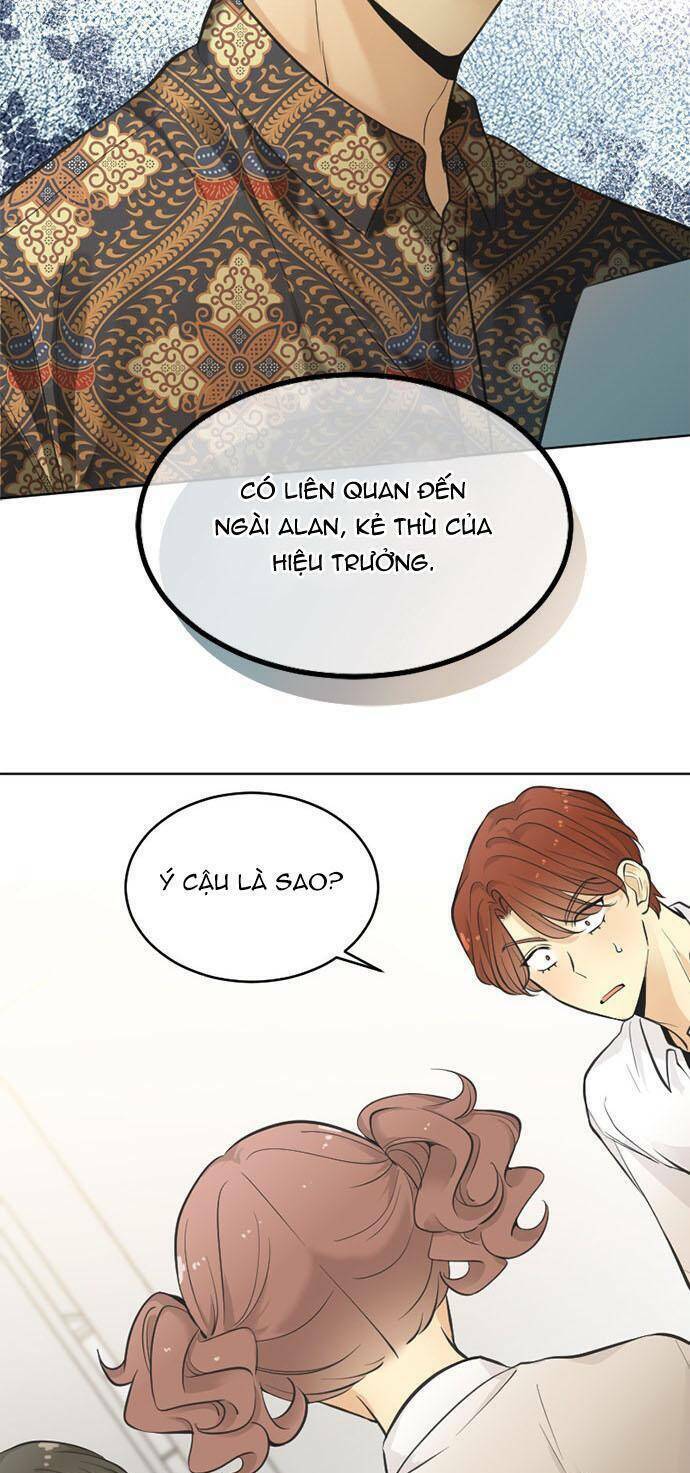 CÓ LIÊN QUAN ĐẾN
NGÀI ALAN, KẺ THÙ CỦA
HIỆU TRƯỞNG.
Ý CẬU LÀ SAO?